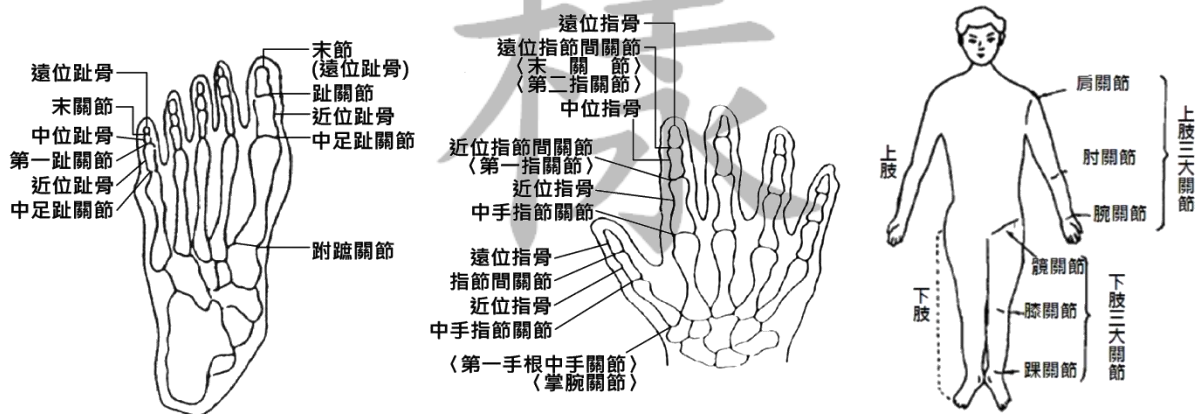 末節
(遠位趾骨)
趾關節
近位趾骨
中足趾關節
跗蹠關節
遠位趾骨
末關節
中位趾骨
第一趾關節
近位趾骨
中足趾關節
遠位指骨
遠位指節間關節
〈末關節〉
〈第二指關節〉
中位指骨
近位指節間關節
〈第一指關節〉
近位指骨
中手指節關節
遠位指骨
指節間關節
近位指骨
中手指節關節
〈第一手根中手關節〉
〈掌腕關節〉
樣
上肢
下肢
肩關節
肘關節
腕關節
上肢三大關節
髖關節
膝關節
踝關節
下肢三大關節